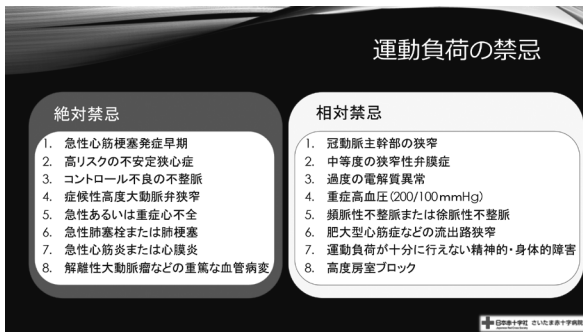 運動負荷の禁忌
絶対禁忌
1. 急性心筋梗塞発症早期
2. 高リスクの不安定狭心症
3. コントロール不良の不整脈
4. 症候性高度大動脈弁狭窄
5. 急性あるいは重症心不全
6. 急性肺塞栓または肺梗塞
7. 急性心筋炎または心膜炎
8. 解離性大動脈瘤などの重篤な血管病変
相対禁忌
1. 冠動脈主幹部の狭窄
2. 中等度の狭窄性弁膜症
3. 過度の電解質異常
4. 重症高血圧(200/100mmHg)
5. 頻脈性不整脈または徐脈性不整脈
6. 肥大型心筋症などの流出路狭窄
7. 運動負荷が十分に行えない精神的・身体的障害
8. 高度房室ブロック
日本赤十字社 さいたま赤十字病院